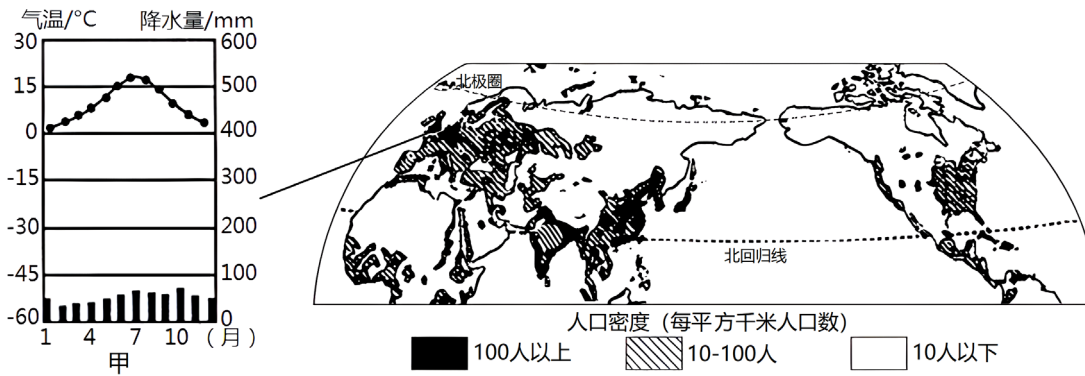 气温/°C 降水量/mm
30 600
15 500
0 400
-15 300
-30 200
-45 100
-60 0
1 4 7 10 (月)
甲
北极圈
北回归线
人口密度 (每平方千米人口数)
100人以上 10-100人 10人以下